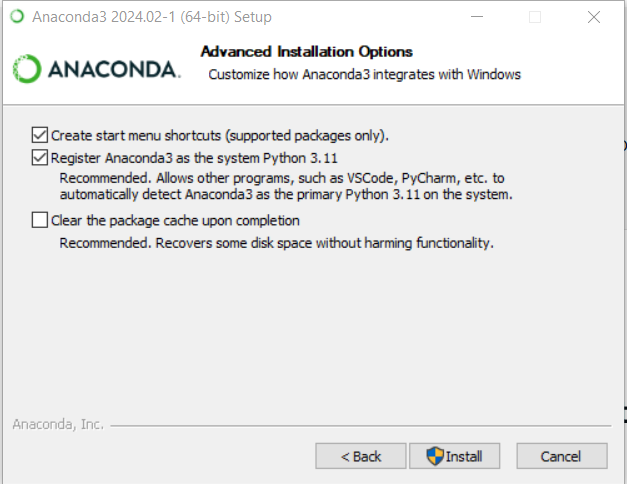 Anaconda3 2024.02-1 (64-bit) Setup
Advanced Installation Options
ANACONDA.
Customize how Anaconda3 integrates with Windows
Create start menu shortcuts (supported packages only).
Register Anaconda3 as the system Python 3.11
Recommended. Allows other programs, such as VSCode, PyCharm, etc. to
automatically detect Anaconda3 as the primary Python 3.11 on the system.
Clear the package cache upon completion
Recommended. Recovers some disk space without harming functionality.
Anaconda, Inc.
< Back
Install
Cancel